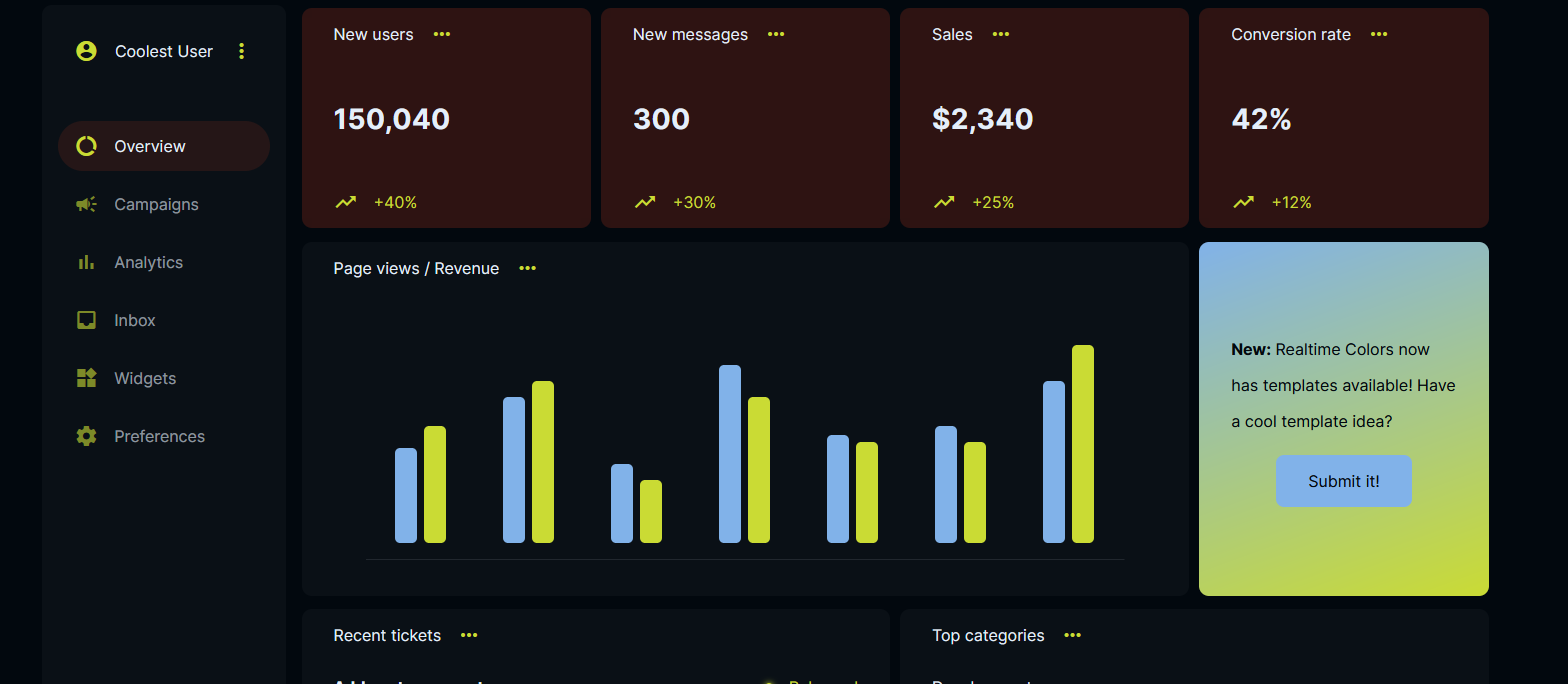 Coolest User
Overview
Campaigns
Analytics
Inbox
Widgets
Preferences
New users
150,040
+40%
New messages
300
+30%
Sales
$2,340
+25%
Conversion rate
42%
+12%
Page views / Revenue
New: Realtime Colors now
has templates available! Have
a cool template idea?
Submit it!
Recent tickets
Top categories